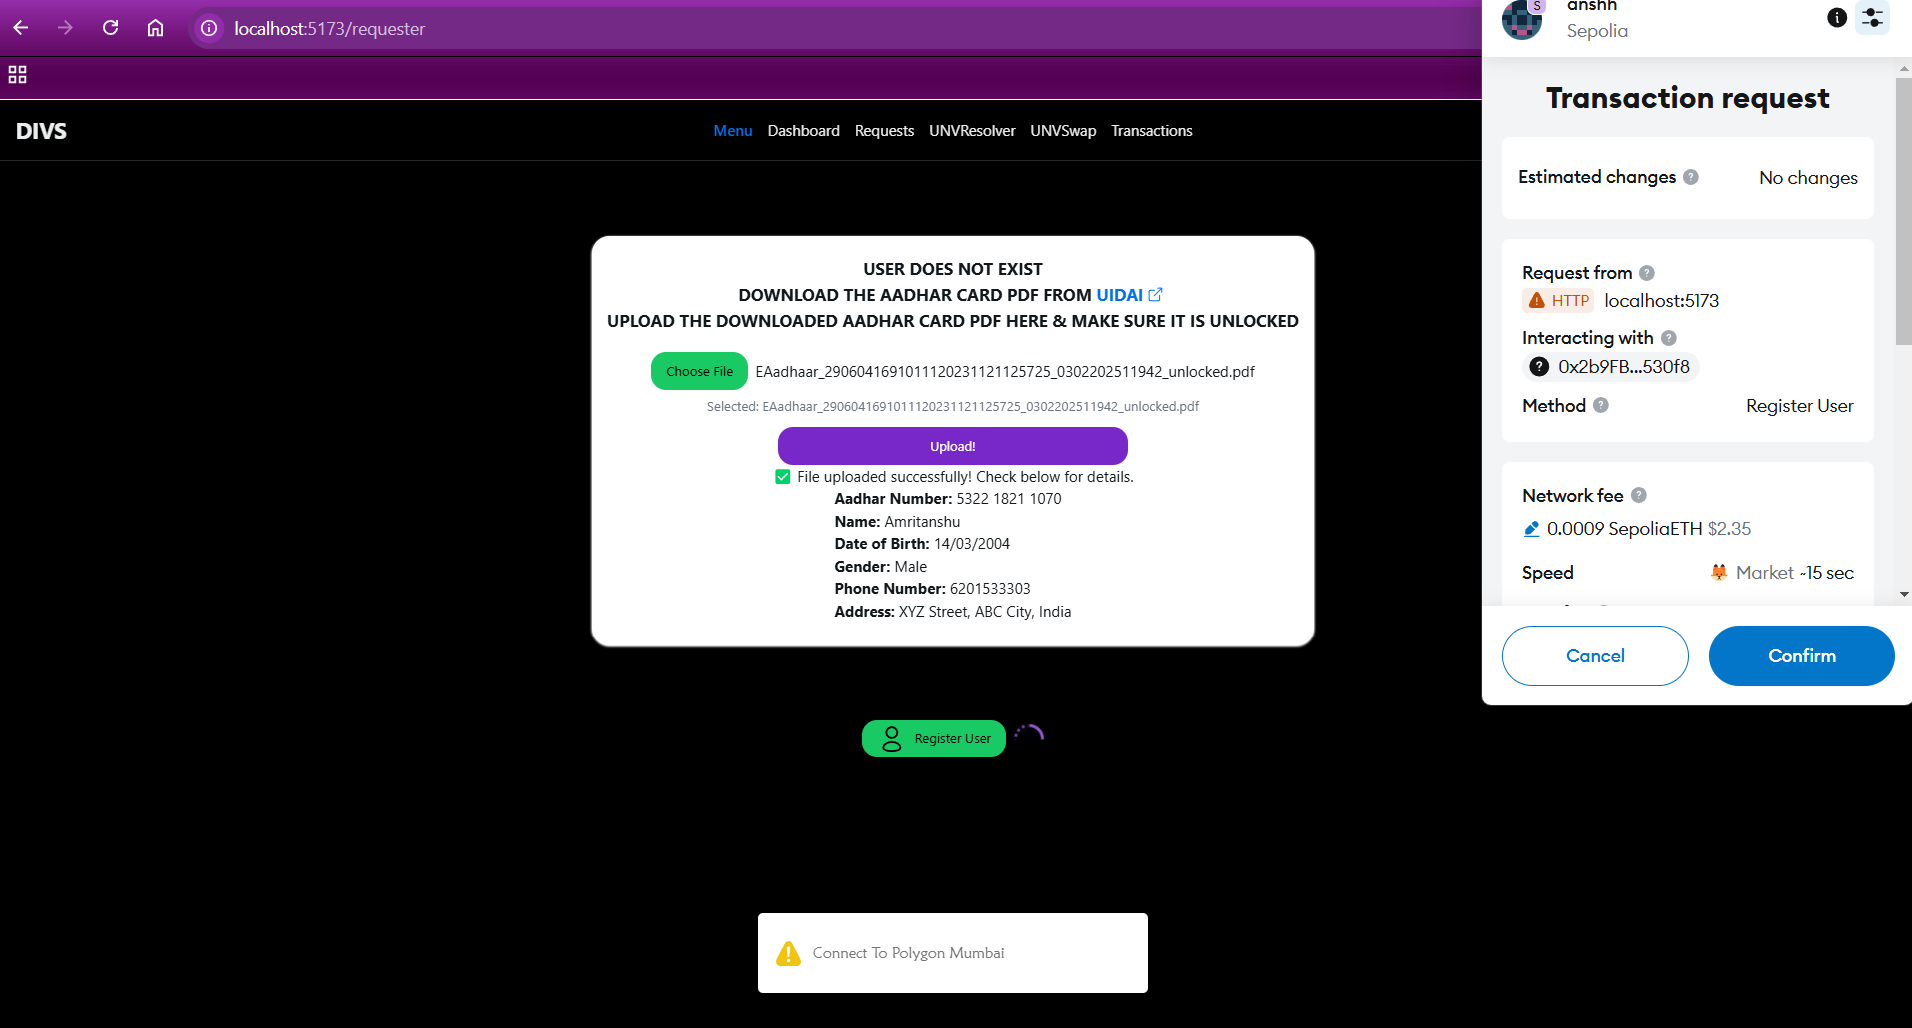 localhost:5173/requester
DIVS
Menu Dashboard Requests UNVResolver UNVSwap Transactions
USER DOES NOT EXIST
DOWNLOAD THE AADHAR CARD PDF FROM UIDAI
UPLOAD THE DOWNLOADED AADHAR CARD PDF HERE & MAKE SURE IT IS UNLOCKED
Choose File EAadhaar_2906041691011120231121125725_0302202511942_unlocked.pdf
Selected: EAadhaar_2906041691011120231121125725_0302202511942_unlocked.pdf
Upload!
File uploaded successfully! Check below for details.
Aadhar Number: 5322 1821 1070
Name: Amritanshu
Date of Birth: 14/03/2004
Gender: Male
Phone Number: 6201533303
Address: XYZ Street, ABC City, India
Register User
Connect To Polygon Mumbai
S
anshh
Sepolia
Transaction request
Estimated changes ? No changes
Request from ?
HTTP localhost:5173
Interacting with ?
? 0x2b9FB...530f8
Method ? Register User
Network fee ?
0.0009 SepoliaETH $2.35
Speed Market ~15 sec
Cancel Confirm